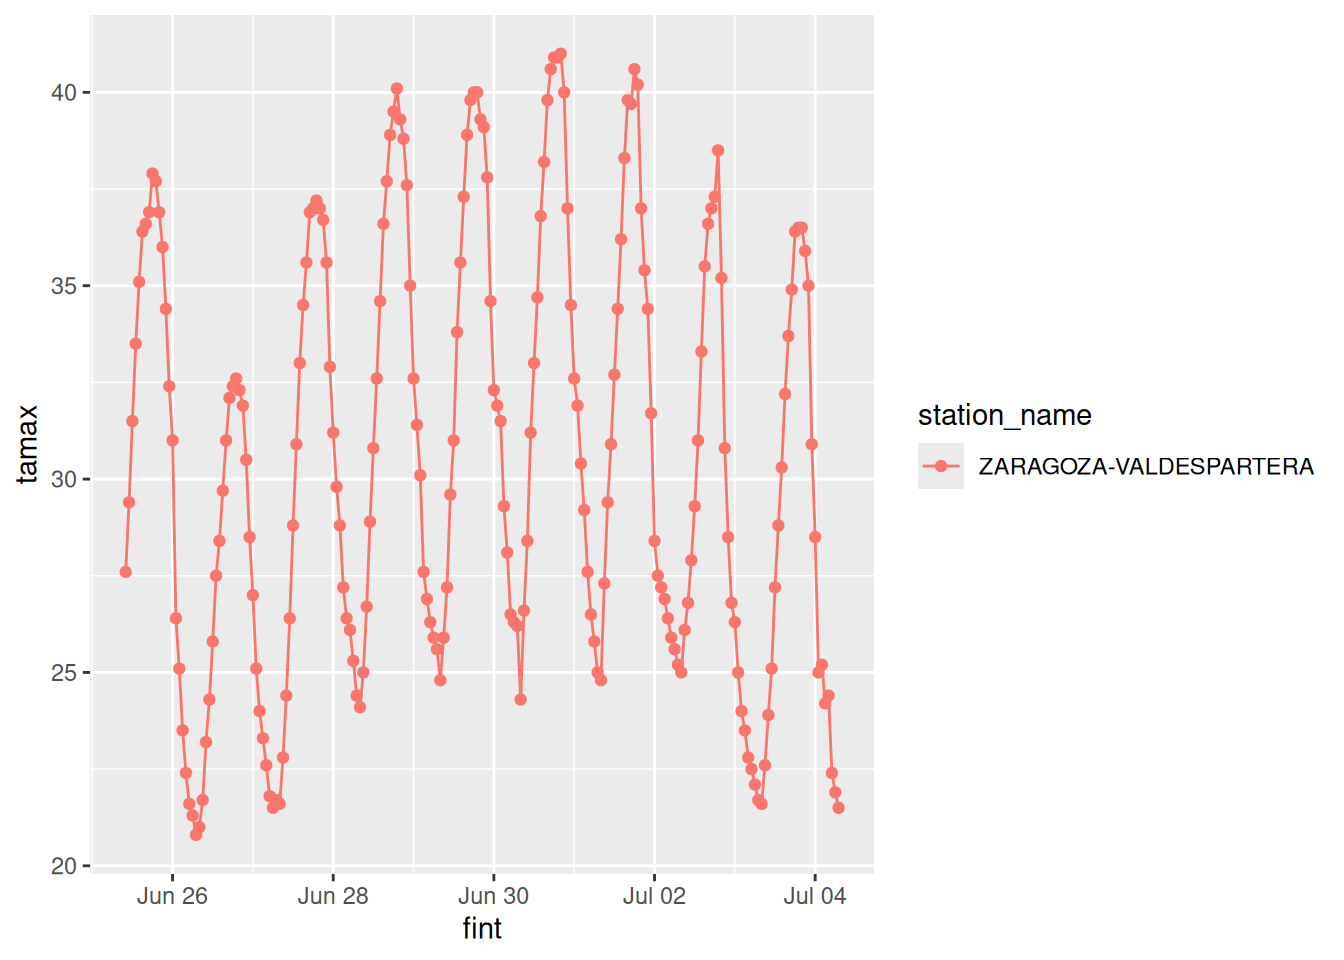 40
35
30
25
20
tamax
Jun 26
Jun 28
Jun 30
Jul 02
Jul 04
fint
station_name
ZARAGOZA-VALDESPARTERA